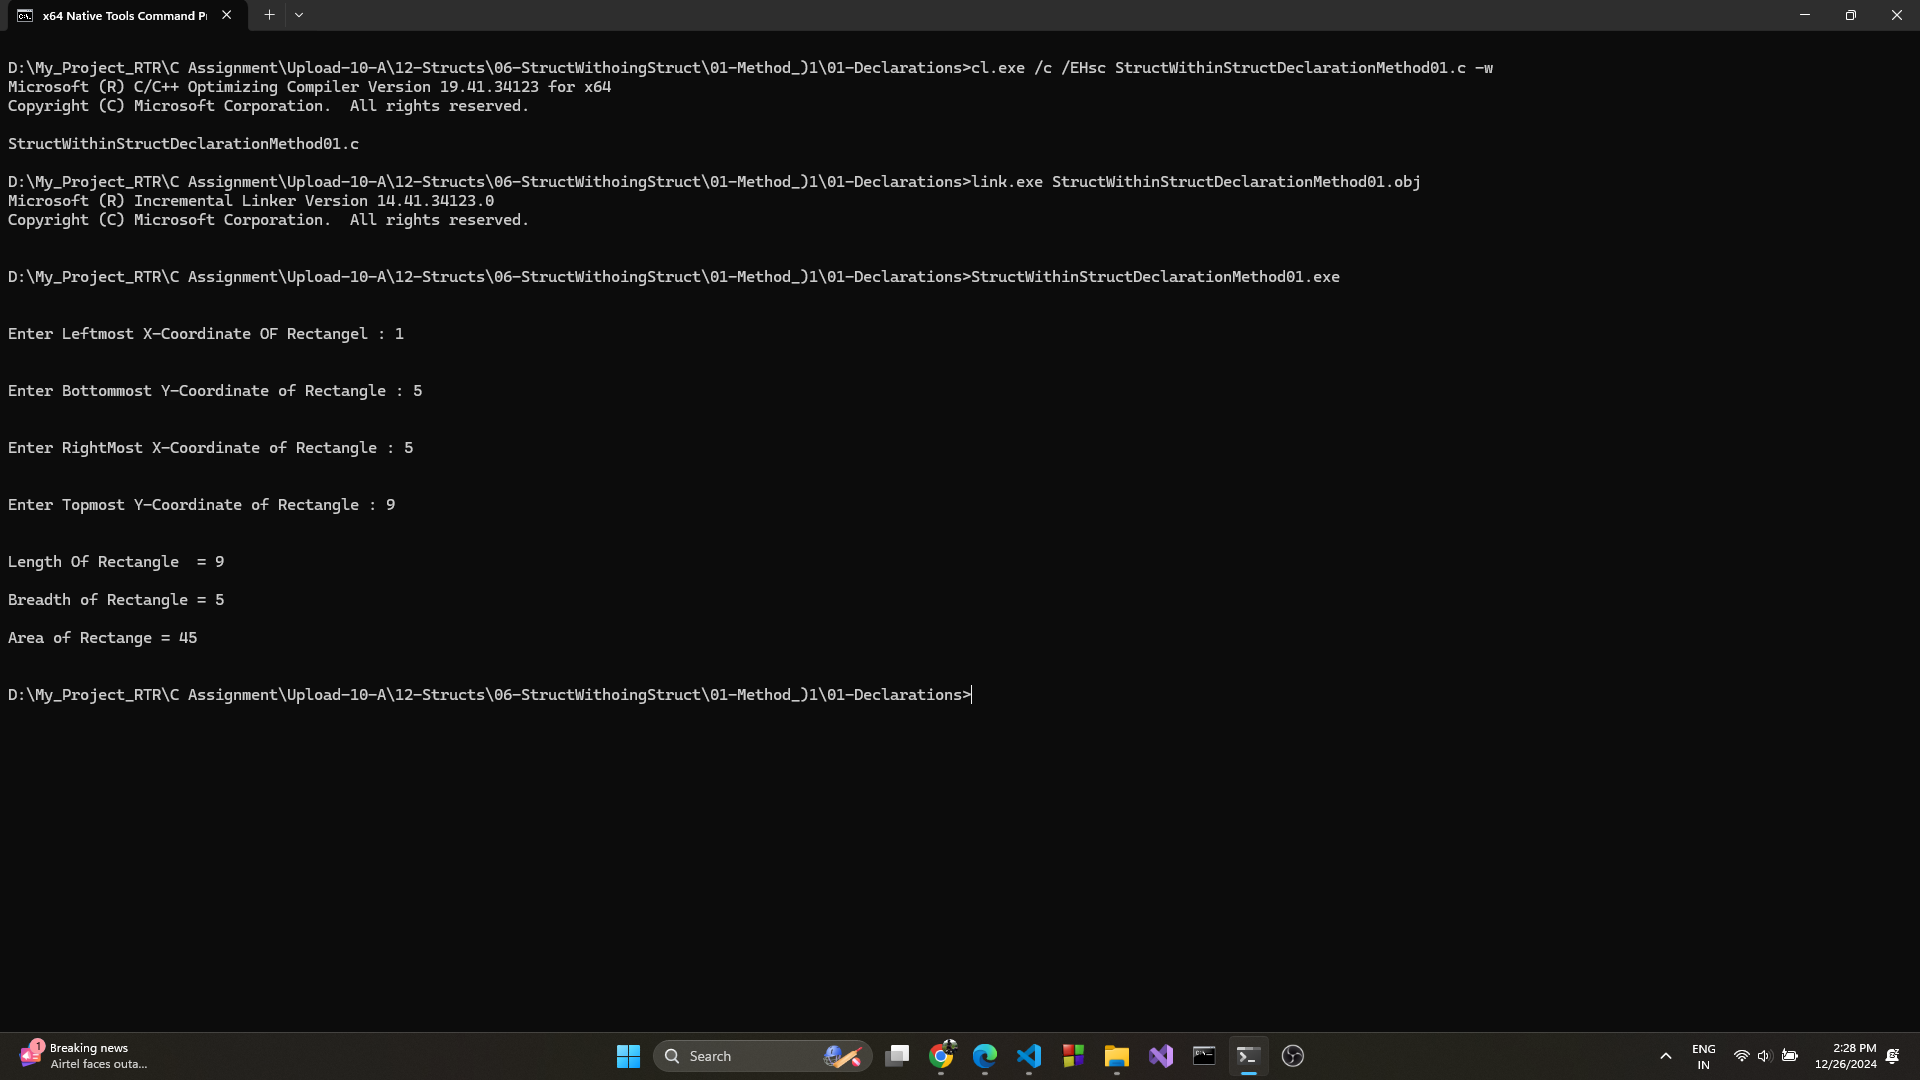 x64 Native Tools Command P
D:\My_Project_RTR\C Assignment\Upload-10-A\12-Structs\06-StructWithoingStruct\01-Method_)1\01-Declarations>cl.exe /c /EHsc StructWithinStructDeclarationMethod01.c -w
Microsoft (R) C/C++ Optimizing Compiler Version 19.41.34123 for x64
Copyright (C) Microsoft Corporation.  All rights reserved.
StructWithinStructDeclarationMethod01.c
D:\My_Project_RTR\C Assignment\Upload-10-A\12-Structs\06-StructWithoingStruct\01-Method_)1\01-Declarations>link.exe StructWithinStructDeclarationMethod01.obj
Microsoft (R) Incremental Linker Version 14.41.34123.0
Copyright (C) Microsoft Corporation.  All rights reserved.
D:\My_Project_RTR\C Assignment\Upload-10-A\12-Structs\06-StructWithoingStruct\01-Method_)1\01-Declarations>StructWithinStructDeclarationMethod01.exe
Enter Leftmost X-Coordinate OF Rectangel : 1
Enter Bottommost Y-Coordinate of Rectangle : 5
Enter RightMost X-Coordinate of Rectangle : 5
Enter Topmost Y-Coordinate of Rectangle : 9
Length Of Rectangle  = 9
Breadth of Rectangle = 5
Area of Rectange = 45
D:\My_Project_RTR\C Assignment\Upload-10-A\12-Structs\06-StructWithoingStruct\01-Method_)1\01-Declarations>
1
Breaking news
Airtel faces outa...
Search
ENG
IN
2:28 PM
12/26/2024